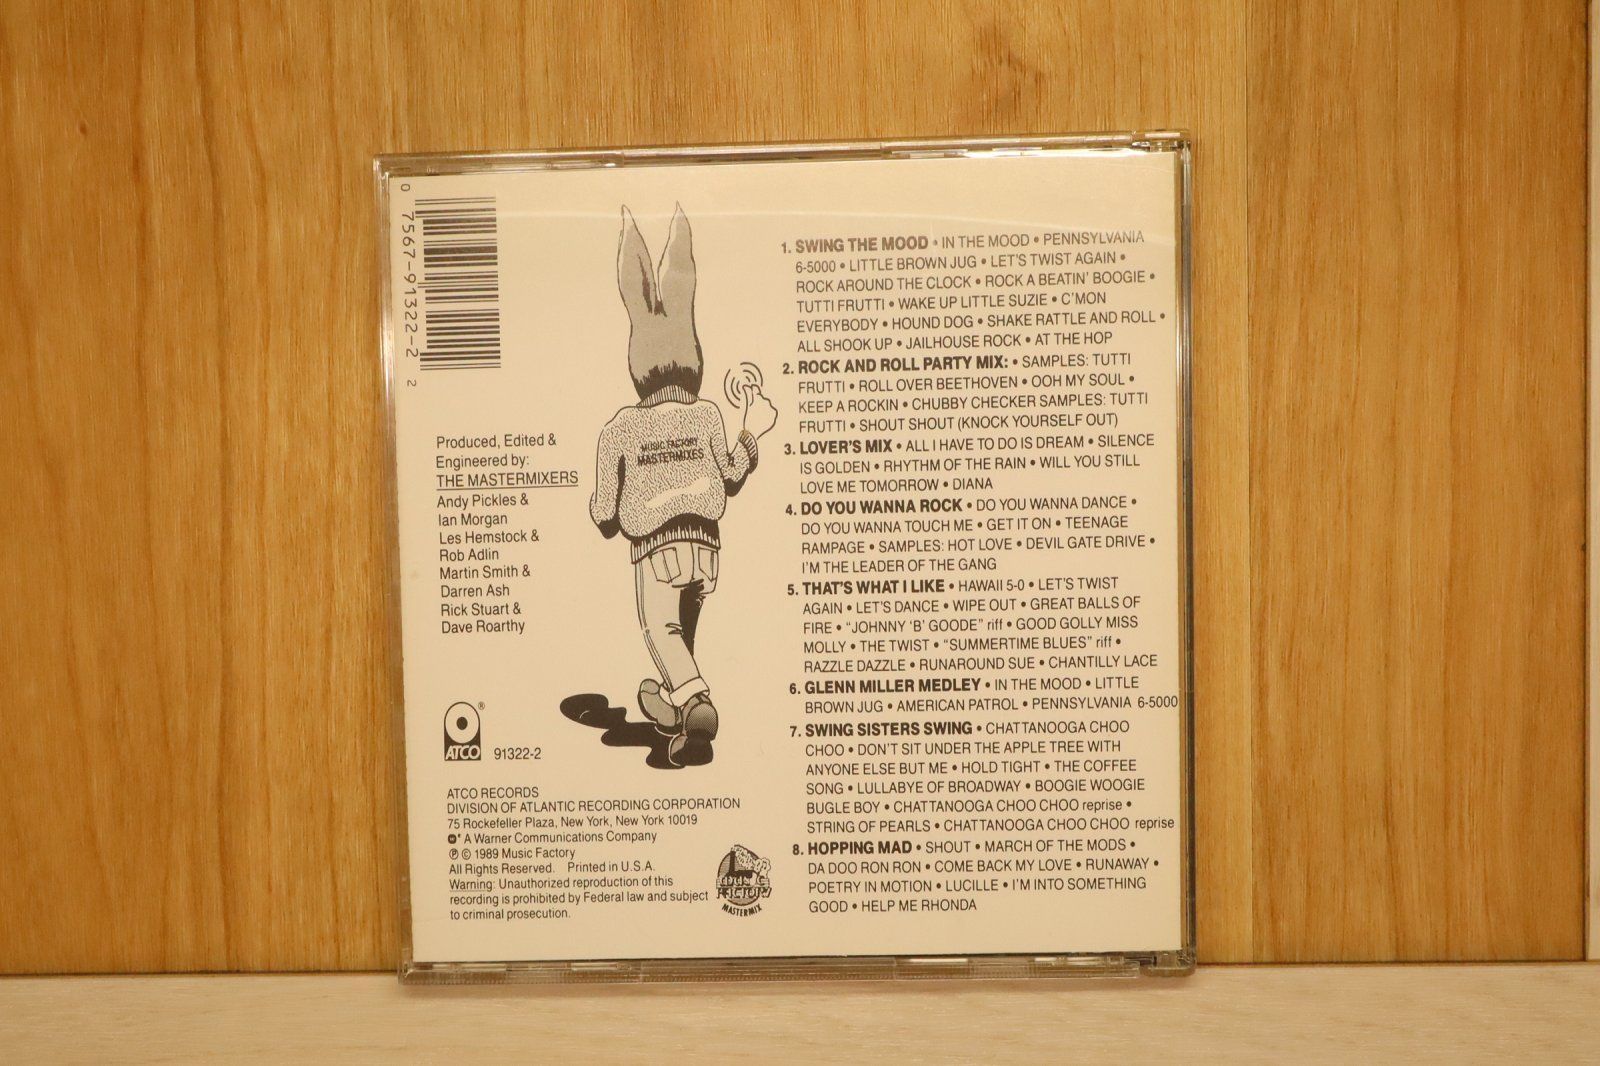 0 7567-91322-2 2
Produced, Edited &
Engineered by:
THE MASTERMIXERS
Andy Pickles &
Ian Morgan
Les Hemstock &
Rob Adlin
Martin Smith &
Darren Ash
Rick Stuart &
Dave Roarthy
MUSIC FACTORY
MASTERMIXES
ATCO ® 91322-2
ATCO RECORDS
DIVISION OF ATLANTIC RECORDING CORPORATION
75 Rockefeller Plaza, New York, New York 10019
A Warner Communications Company
℗ © 1989 Music Factory
All Rights Reserved. Printed in U.S.A.
Warning: Unauthorized reproduction of this
recording is prohibited by Federal law and subject
to criminal prosecution.
MUSIC
FACTORY
MASTERMIX
1. SWING THE MOOD • IN THE MOOD • PENNSYLVANIA
6-5000 • LITTLE BROWN JUG • LET'S TWIST AGAIN •
ROCK AROUND THE CLOCK • ROCK A BEATIN' BOOGIE •
TUTTI FRUTTI • WAKE UP LITTLE SUZIE • C'MON
EVERYBODY • HOUND DOG • SHAKE RATTLE AND ROLL •
ALL SHOOK UP • JAILHOUSE ROCK • AT THE HOP
2. ROCK AND ROLL PARTY MIX: • SAMPLES: TUTTI
FRUTTI • ROLL OVER BEETHOVEN • OOH MY SOUL •
KEEP A ROCKIN • CHUBBY CHECKER SAMPLES: TUTTI
FRUTTI • SHOUT SHOUT (KNOCK YOURSELF OUT)
3. LOVER'S MIX • ALL I HAVE TO DO IS DREAM • SILENCE
IS GOLDEN • RHYTHM OF THE RAIN • WILL YOU STILL
LOVE ME TOMORROW • DIANA
4. DO YOU WANNA ROCK • DO YOU WANNA DANCE •
DO YOU WANNA TOUCH ME • GET IT ON • TEENAGE
RAMPAGE • SAMPLES: HOT LOVE • DEVIL GATE DRIVE •
I'M THE LEADER OF THE GANG
5. THAT'S WHAT I LIKE • HAWAII 5-0 • LET'S TWIST
AGAIN • LET'S DANCE • WIPE OUT • GREAT BALLS OF
FIRE • "JOHNNY 'B' GOODE" riff • GOOD GOLLY MISS
MOLLY • THE TWIST • "SUMMERTIME BLUES" riff •
RAZZLE DAZZLE • RUNAROUND SUE • CHANTILLY LACE
6. GLENN MILLER MEDLEY • IN THE MOOD • LITTLE
BROWN JUG • AMERICAN PATROL • PENNSYLVANIA 6-5000
7. SWING SISTERS SWING • CHATTANOOGA CHOO
CHOO • DON'T SIT UNDER THE APPLE TREE WITH
ANYONE ELSE BUT ME • HOLD TIGHT • THE COFFEE
SONG • LULLABYE OF BROADWAY • BOOGIE WOOGIE
BUGLE BOY • CHATTANOOGA CHOO CHOO reprise •
STRING OF PEARLS • CHATTANOOGA CHOO CHOO reprise
8. HOPPING MAD • SHOUT • MARCH OF THE MODS •
DA DOO RON RON • COME BACK MY LOVE • RUNAWAY •
POETRY IN MOTION • LUCILLE • I'M INTO SOMETHING
GOOD • HELP ME RHONDA